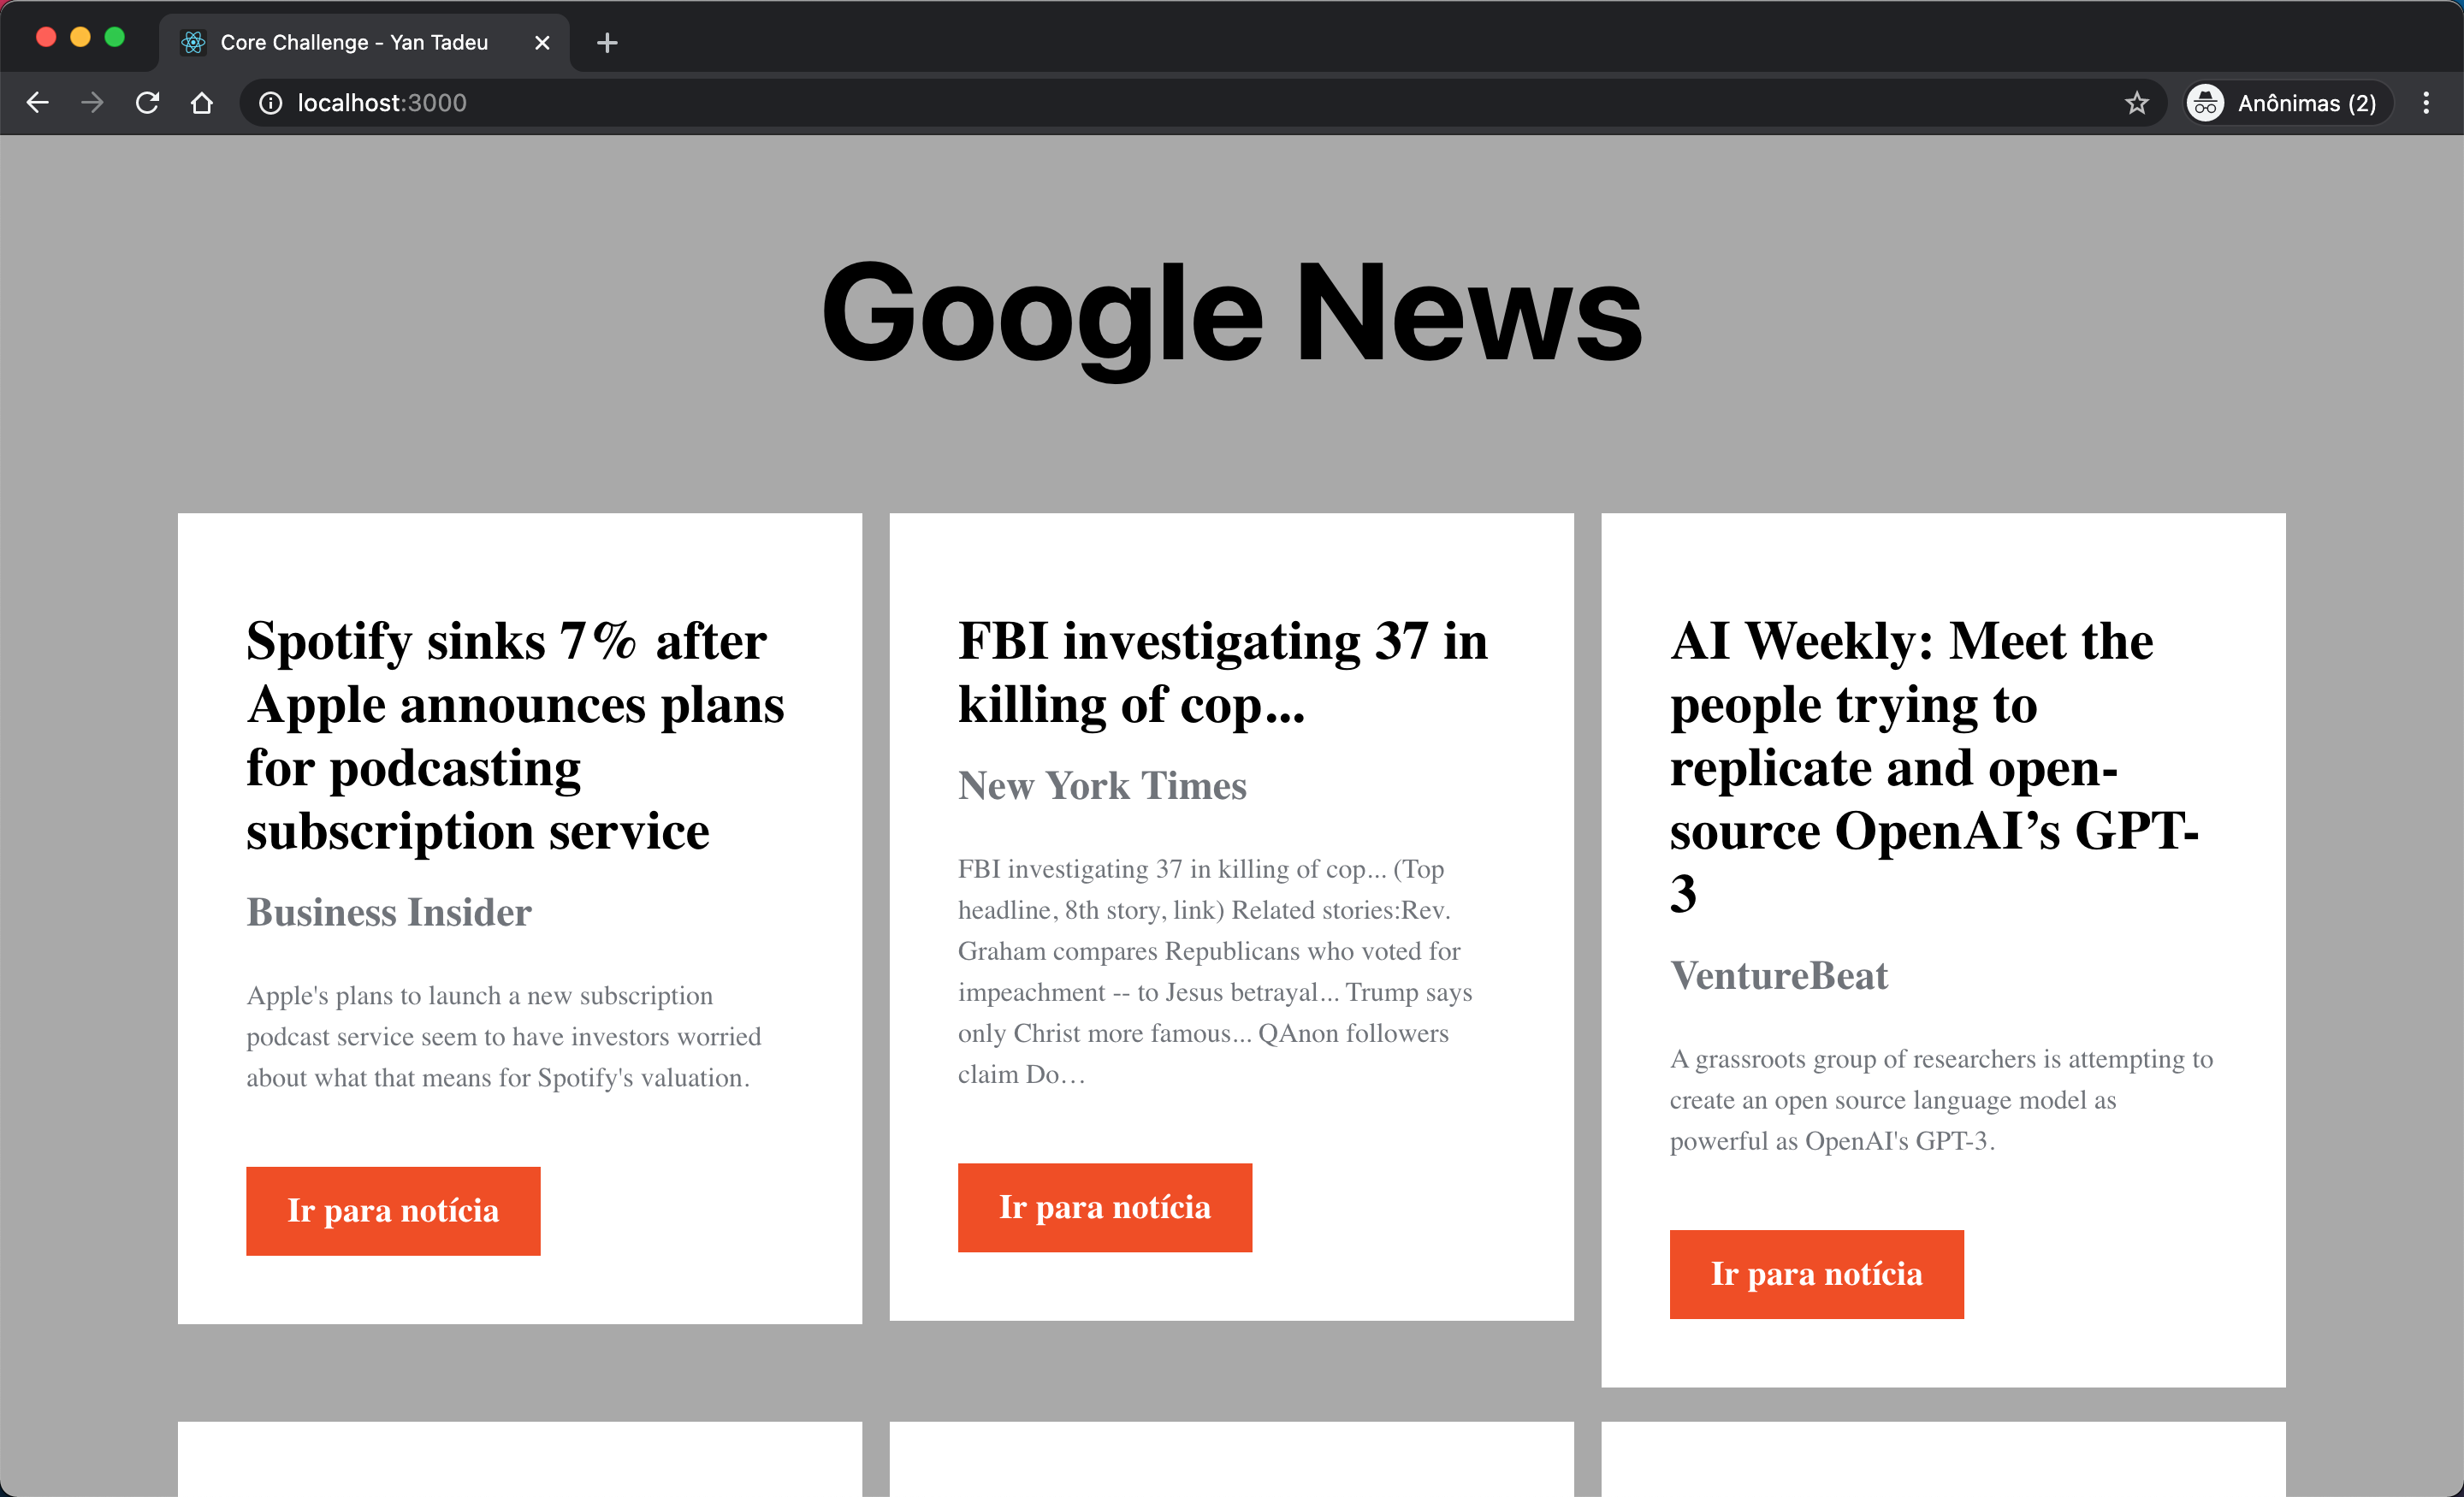 Core Challenge - Yan Tadeu
localhost:3000
Anônimas (2)
Google News
Spotify sinks 7% after
Apple announces plans
for podcasting
subscription service
Business Insider
Apple's plans to launch a new subscription
podcast service seem to have investors worried
about what that means for Spotify's valuation.
Ir para notícia
FBI investigating 37 in
killing of cop...
New York Times
FBI investigating 37 in killing of cop... (Top
headline, 8th story, link) Related stories:Rev.
Graham compares Republicans who voted for
impeachment -- to Jesus betrayal... Trump says
only Christ more famous... QAnon followers
claim Do…
Ir para notícia
AI Weekly: Meet the
people trying to
replicate and open-
source OpenAI’s GPT-
3
VentureBeat
A grassroots group of researchers is attempting to
create an open source language model as
powerful as OpenAI's GPT-3.
Ir para notícia